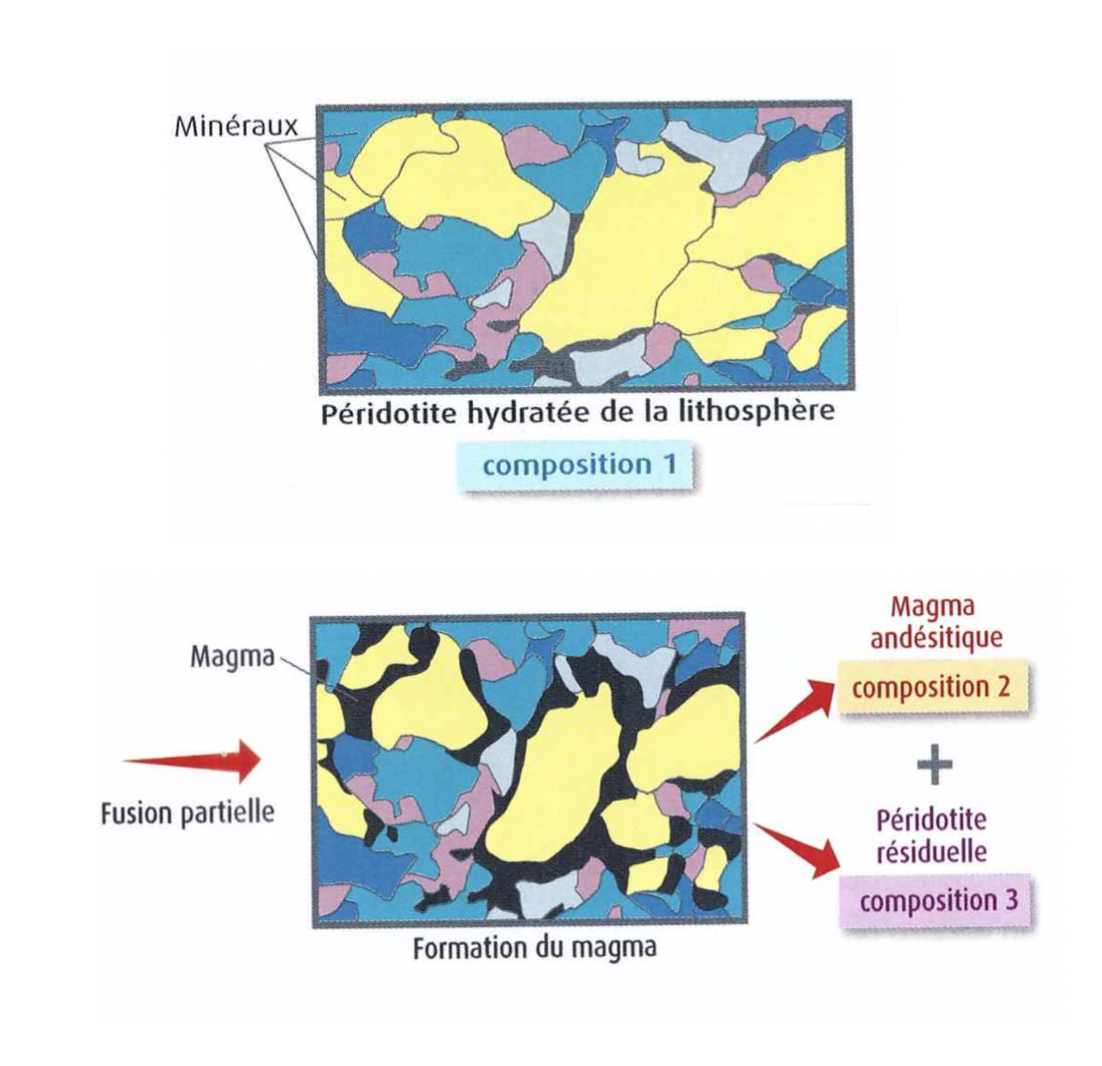 Minéraux
Péridotite hydratée de la lithosphère
composition 1
Magma
Fusion partielle
Formation du magma
Magma
andésitique
composition 2
+
Péridotite
résiduelle
composition 3